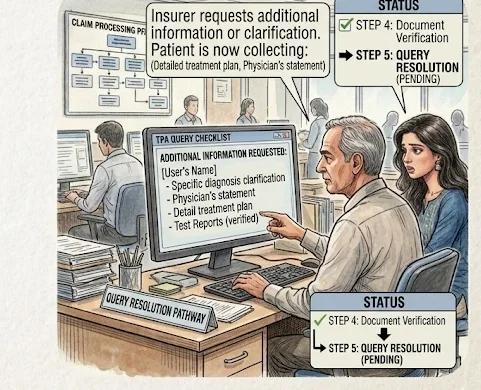 CLAIM PROCESSING PR
Insurer requests additional
information or clarification.
Patient is now collecting:
(Detailed treatment plan, Physician's statement)
STATUS
STEP 4: Document
Verification
STEP 5: QUERY
RESOLUTION
(PENDING)
TPA QUERY CHECKLIST
ADDITIONAL INFORMATION REQUESTED:
[User's Name]
- Specific diagnosis clarification
- Physician's statement
- Detail treatment plan
- Test Reports (verified)
QUERY RESOLUTION PATHWAY
STATUS
STEP 4: Document Verification
STEP 5: QUERY RESOLUTION
(PENDING)